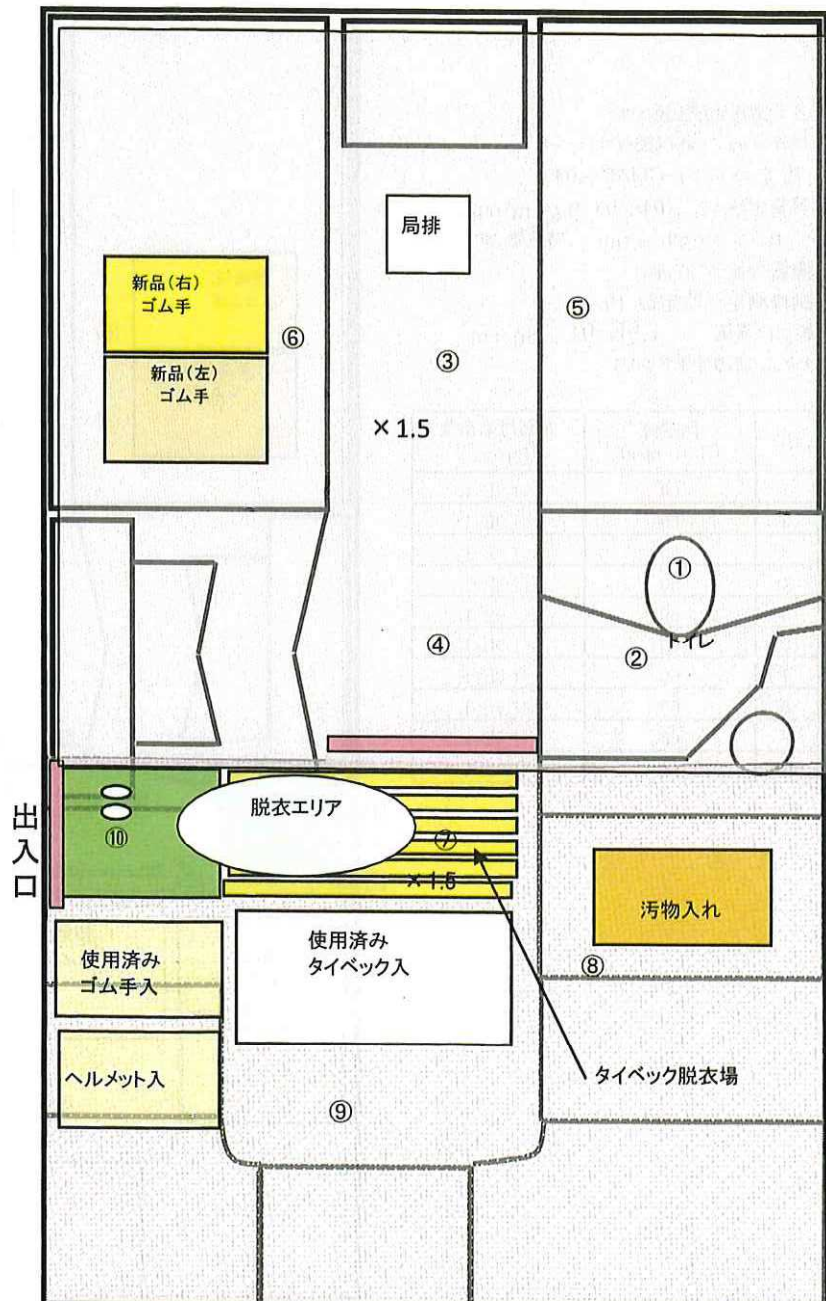 局排
新品(右)
ゴム手
⑥
⑤
新品(左)
ゴム手
③
×1.5
①
④
②
トイレ
出入口
脱衣エリア
⑩
⑦
×1.5
汚物入れ
使用済み
ゴム手入
使用済み
タイベック入
⑧
ヘルメット入
タイベック脱衣場
⑨